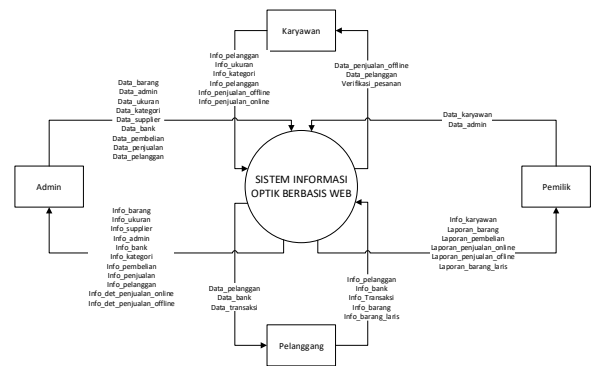 Karyawan
Info_pelanggan
Info_ukuran
Info_kategori
Info_pelanggan
Info_penjualan_offline
Info_penjualan_online
Data_penjualan_offline
Data_pelanggan
Verifikasi_pesanan
Data_barang
Data_admin
Data_ukuran
Data_kategori
Data_supplier
Data_bank
Data_pembelian
Data_penjualan
Data_pelanggan
Data_karyawan
Data_admin
Admin
SISTEM INFORMASI
OPTIK BERBASIS WEB
Pemilik
Info_barang
Info_ukuran
Info_supplier
Info_admin
Info_bank
Info_kategori
Info_pembelian
Info_penjualan
Info_pelanggan
Info_det_penjualan_online
Info_det_penjualan_offline
Info_karyawan
Laporan_barang
Laporan_pembelian
Laporan_penjualan_online
Laporan_penjualan_ofline
Laporan_barang_laris
Data_pelanggan
Data_bank
Data_transaksi
Info_pelanggan
Info_bank
Info_Transaksi
Info_barang
Info_barang_laris
Pelanggang